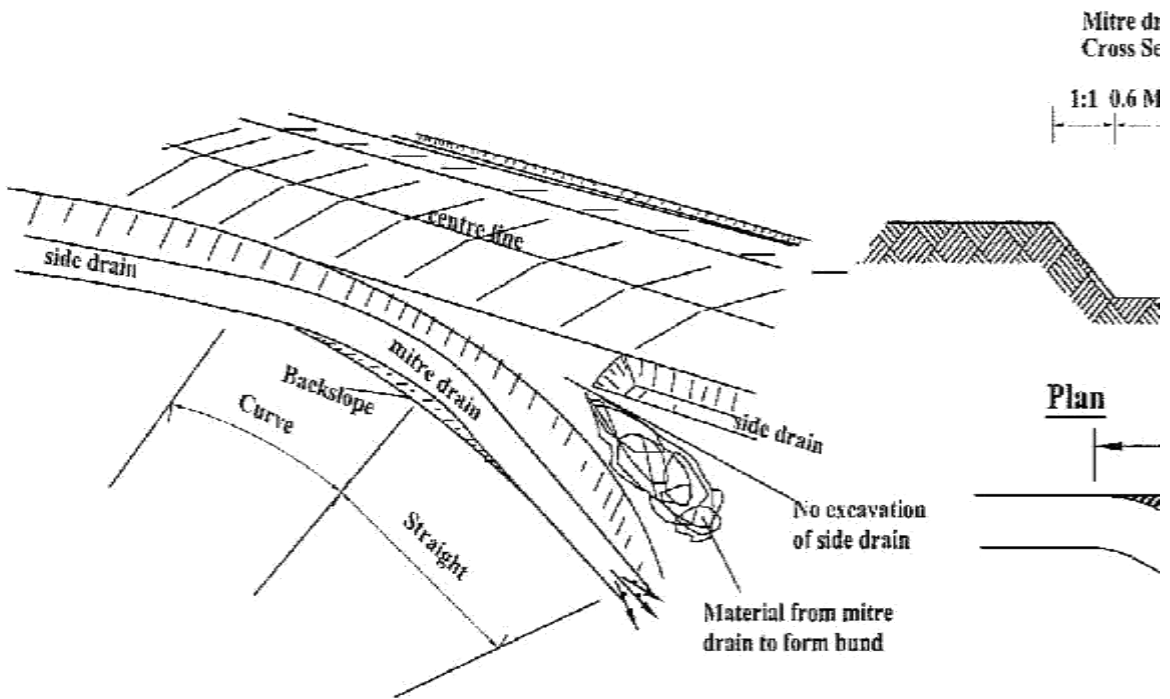 Mitre dr
Cross Se
1:1 0.6 M
centre line
side drain
mitre drain
Backslope
Curve
side drain
Plan
Straight
No excavation
of side drain
Material from mitre
drain to form bund